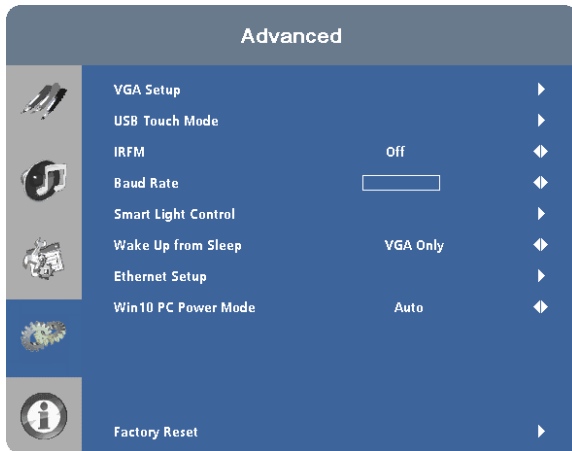 Advanced
VGA Setup
USB Touch Mode
IRFM Off
Baud Rate
Smart Light Control
Wake Up from Sleep VGA Only
Ethernet Setup
Win10 PC Power Mode Auto
Factory Reset